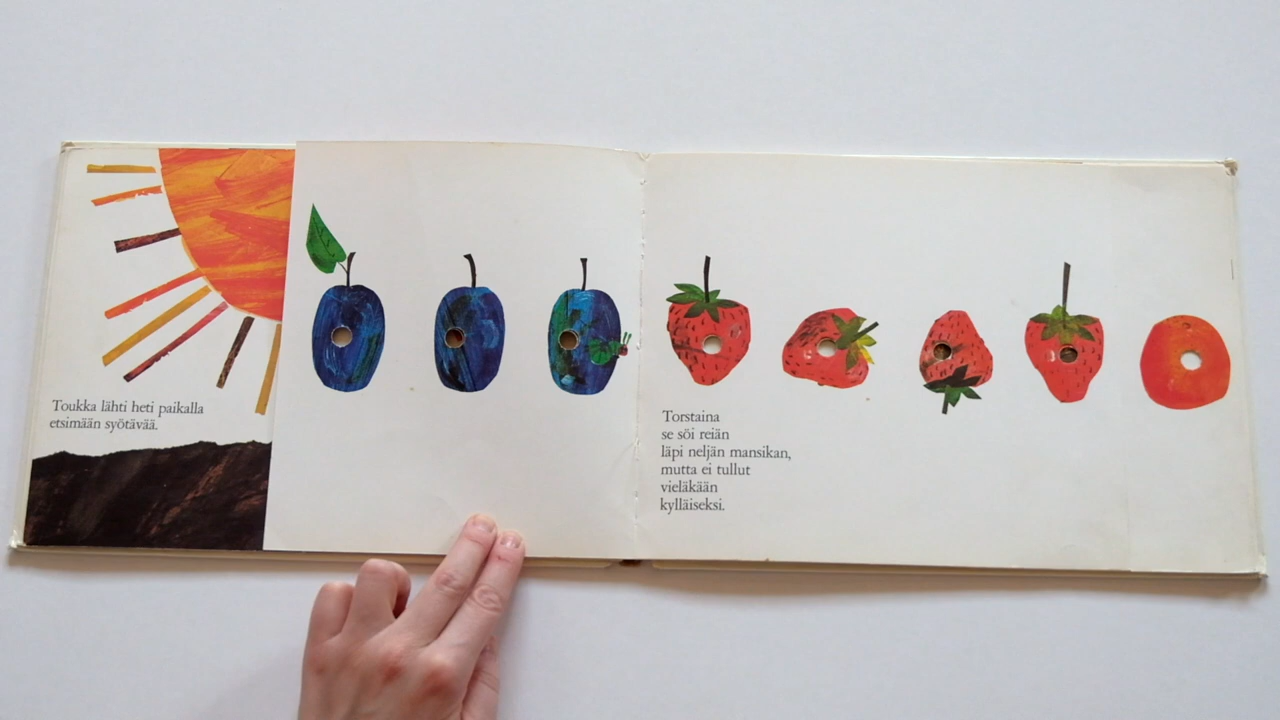 Toukka lähti heti paikalla
etsimään syötävää.
Torstaina
se söi reiän
läpi neljän mansikan,
mutta ei tullut
vieläkään
kylläiseksi.